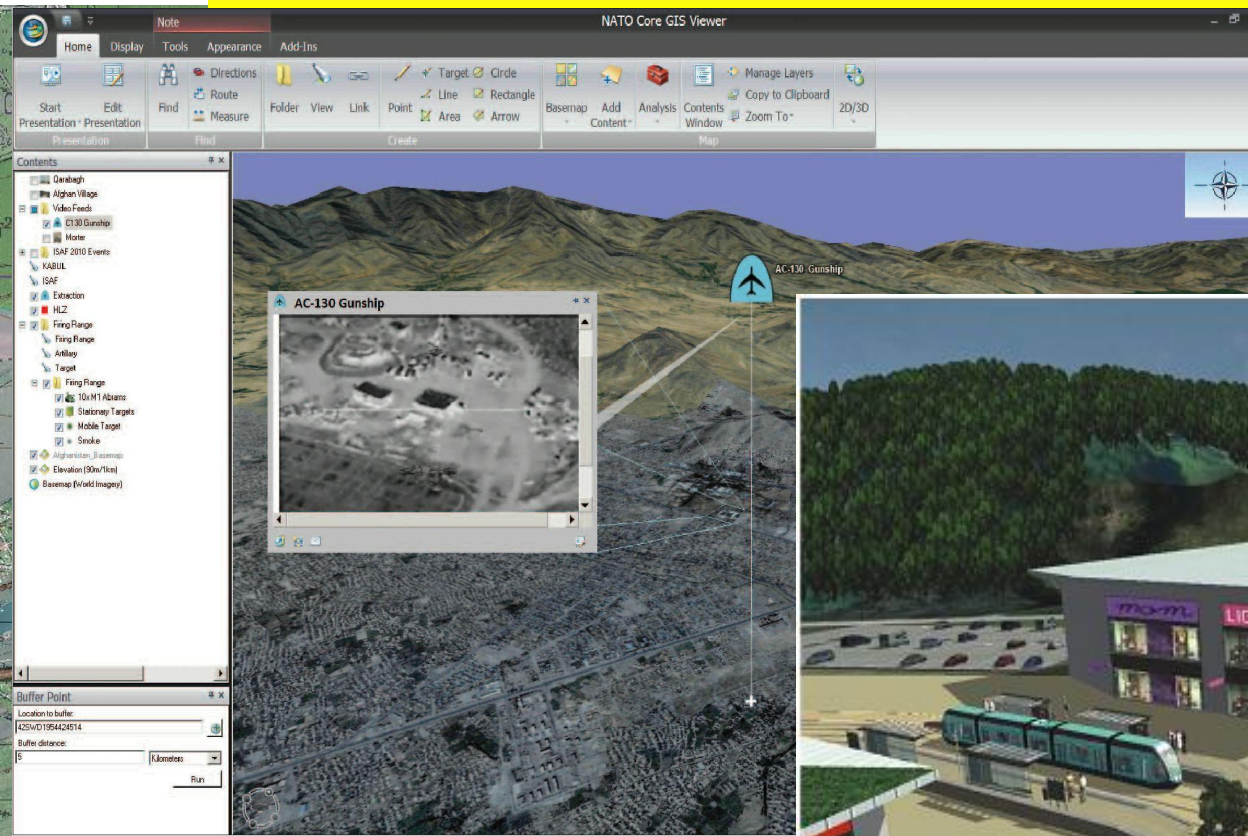 Note
NATO Core GIS Viewer
Home Display Tools Appearance Add-Ins
Start Presentation
Edit Presentation
Find
Directions
Route
Measure
Folder
View
Link
Point
Target
Line
Area
Circle
Rectangle
Arrow
Basemap
Add Content
Analysis
Contents Window
Manage Layers
Copy to Clipboard
Zoom To
2D/3D
Presentation
Find
Create
Map
Contents
Qarabagh
Afghan Village
Video Feeds
C130 Gunship
Morter
ISAF 2010 Events
KABUL
ISAF
Extraction
HLZ
Firing Range
Firing Range
Artillary
Target
Firing Range
10x M1 Abrams
Stationary Targets
Mobile Target
Smoke
Afghanistan_Basemap
Elevation (90m/1km)
Basemap (World Imagery)
Buffer Point
Location to buffer:
42SWD1954424514
Buffer distance:
5 Kilometers
Run
AC-130 Gunship
AC-130 Gunship
LIC